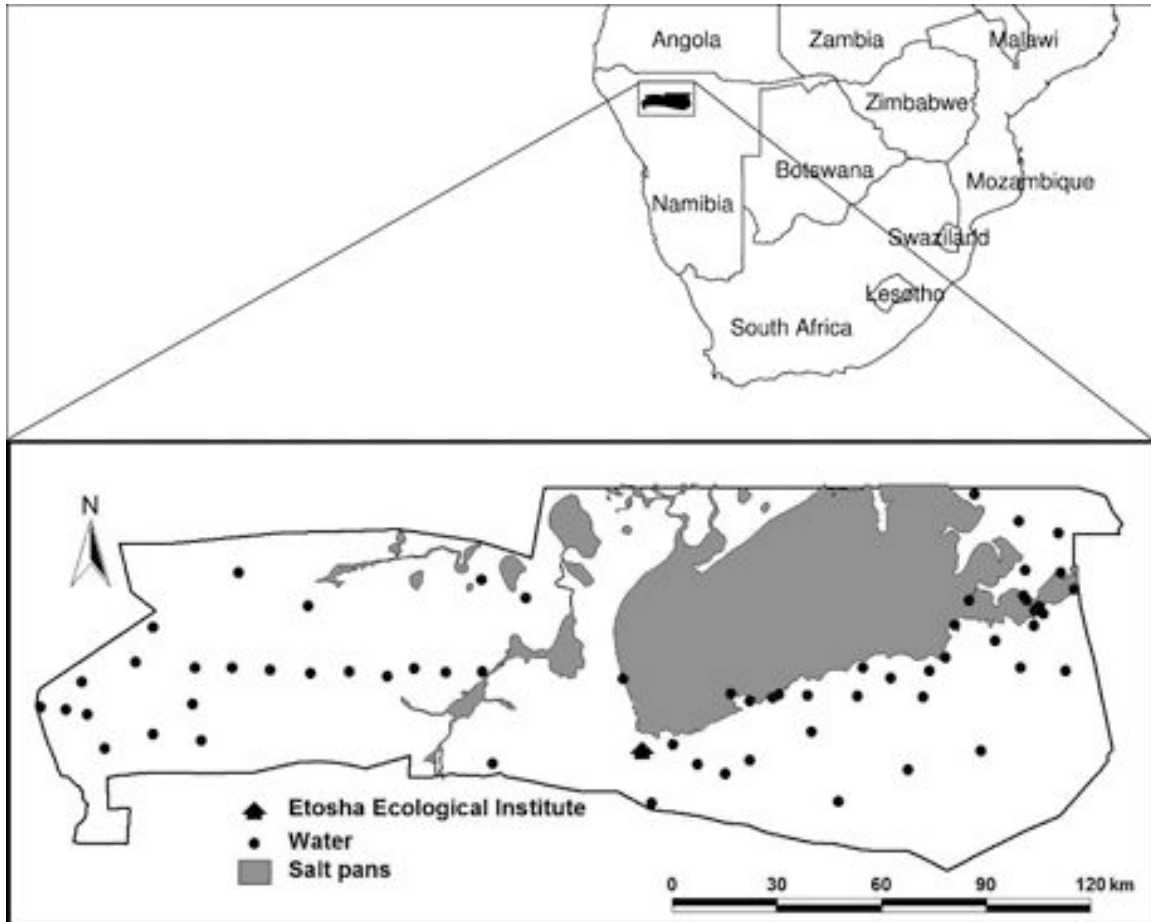 Angola
Zambia
Malawi
Zimbabwe
Botswana
Mozambique
Namibia
Swaziland
Lesotho
South Africa
N
Etosha Ecological Institute
Water
Salt pans
0 30 60 90 120 km